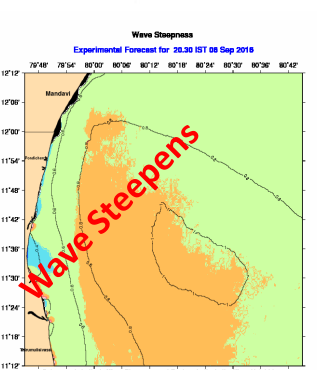 Wave Steepness
Experimental Forecast for 20.30 IST 08 Sep 2016
79°48' 79°54' 80°00' 80°06' 80°12' 80°18' 80°24' 80°30' 80°36' 80°42'
12°12'
Mandavi
12°06'
12°00'
11°54'
11°48'
11°42'
11°36'
11°30'
11°24'
11°18'
11°12'
Wave Steepens